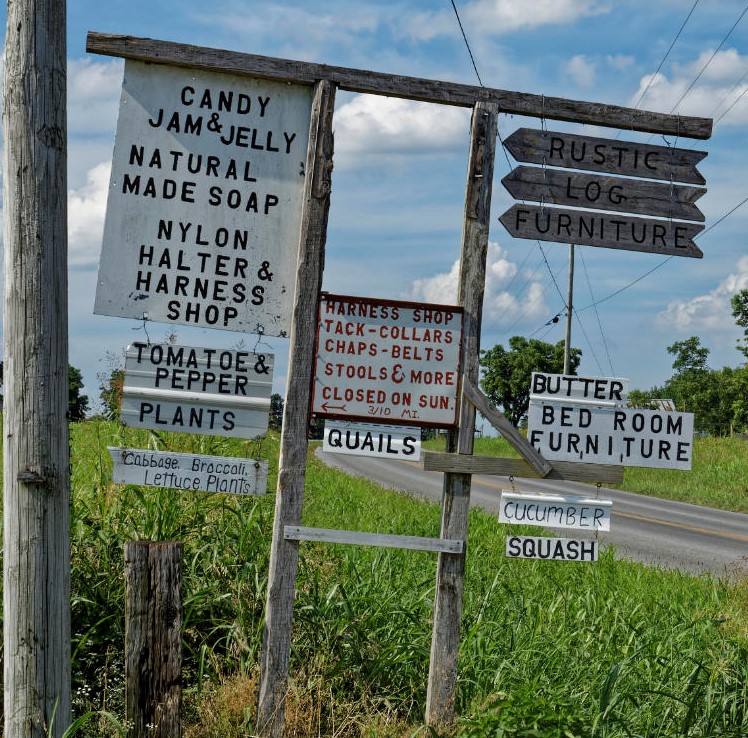 CANDY
JAM & JELLY
NATURAL
MADE SOAP
NYLON
HALTER &
HARNESS
SHOP
TOMATOE &
PEPPER
PLANTS
Cabbage, Broccoli,
Lettuce, Plants
HARNESS SHOP
TACK-COLLARS
CHAPS-BELTS
STOOLS & MORE
CLOSED ON SUN.
← 3/10 MI.
QUAILS
RUSTIC
LOG
FURNITURE
BUTTER
BED ROOM
FURNITURE
CUCUMBER
SQUASH